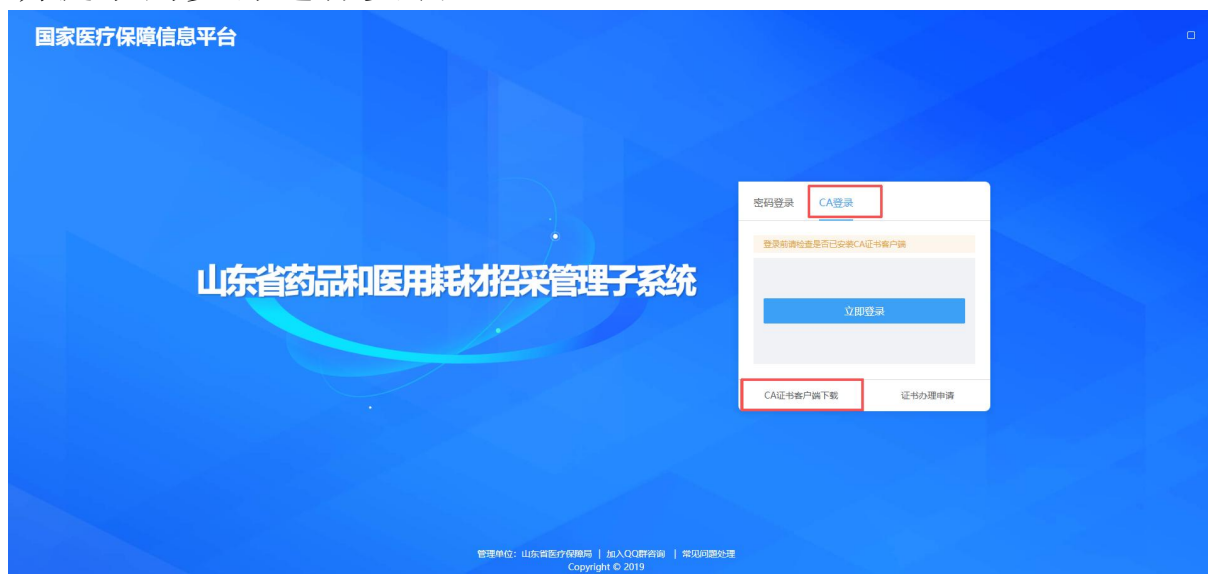 国家医疗保障信息平台
密码登录 CA登录
登录前请检查是否已安装CA证书客户端
山东省药品和医用耗材招采管理子系统
立即登录
CA证书客户端下载 证书办理申请
管理单位：山东省医疗保障局 | 加入QQ群咨询 | 常见问题处理
Copyright © 2019